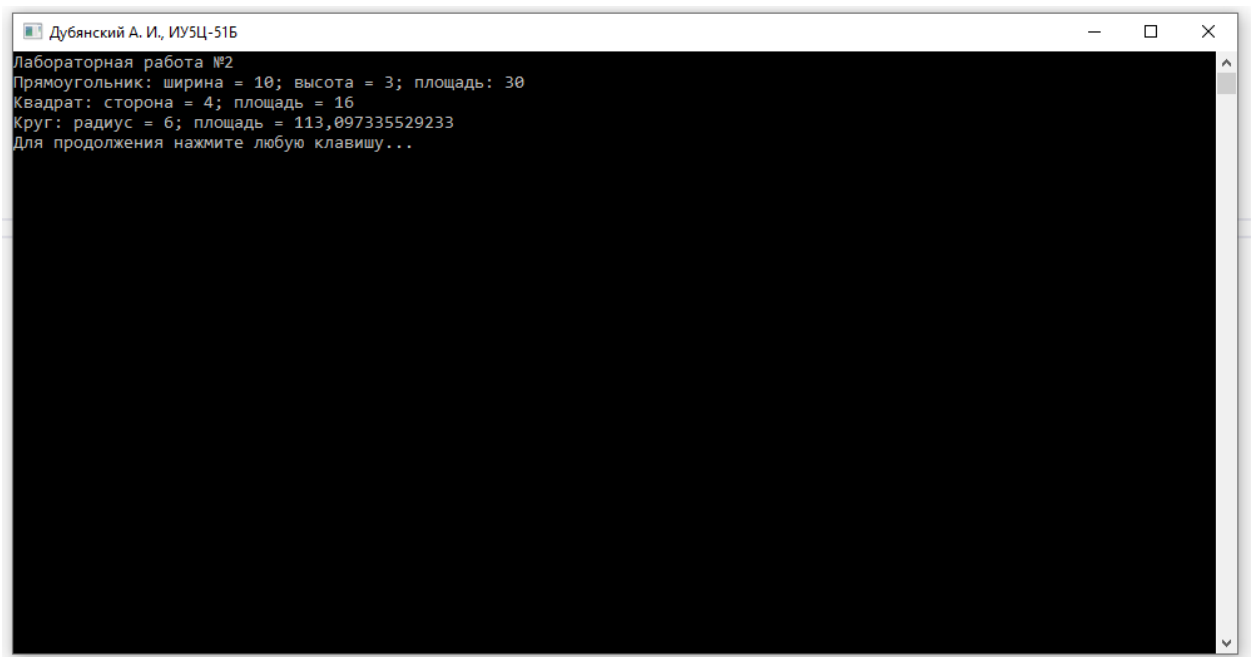 Дубянский А. И., ИУ5Ц-51Б
Лабораторная работа №2
Прямоугольник: ширина = 10; высота = 3; площадь: 30
Квадрат: сторона = 4; площадь = 16
Круг: радиус = 6; площадь = 113,097335529233
Для продолжения нажмите любую клавишу...